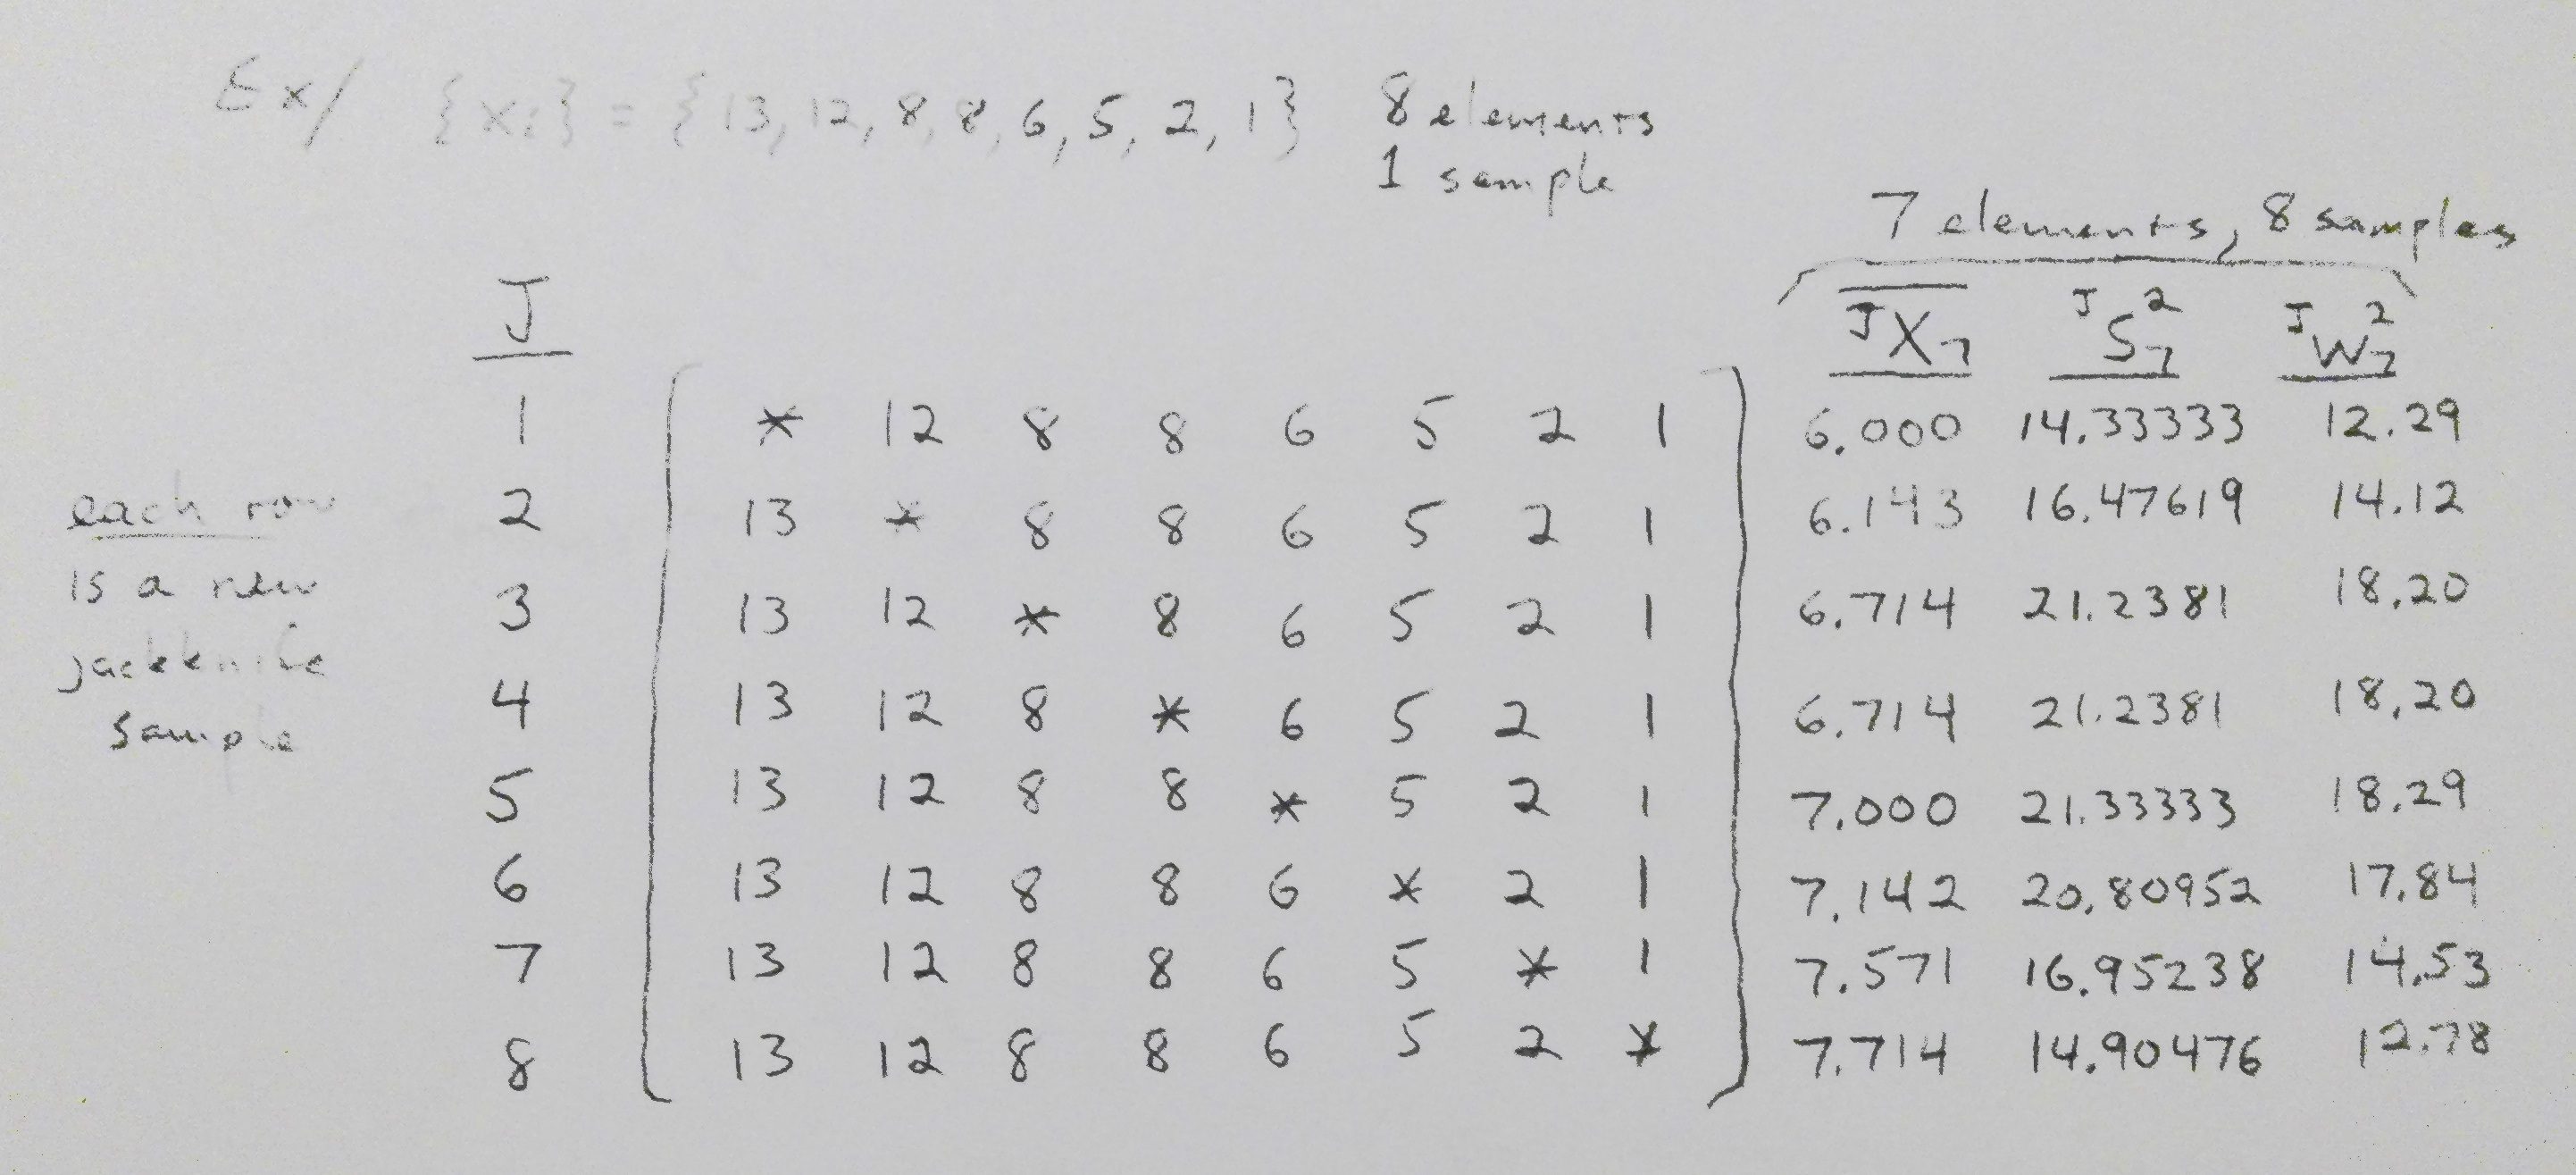 Ex/ {xi} = {13, 12, 8, 8, 6, 5, 2, 1} 8 elements
1 sample
7 elements, 8 samples
J JX̅7 JS7² JW7²
1 * 12 8 8 6 5 2 1 6.000 14.33333 12.29
2 13 * 8 8 6 5 2 1 6.143 16.47619 14.12
3 13 12 * 8 6 5 2 1 6.714 21.2381 18.20
4 13 12 8 * 6 5 2 1 6.714 21.2381 18.20
5 13 12 8 8 * 5 2 1 7.000 21.33333 18.29
6 13 12 8 8 6 * 2 1 7.142 20.80952 17.84
7 13 12 8 8 6 5 * 1 7.571 16.95238 14.53
8 13 12 8 8 6 5 2 * 7.714 14.90476 12.78
each row
is a new
jackknife
sample